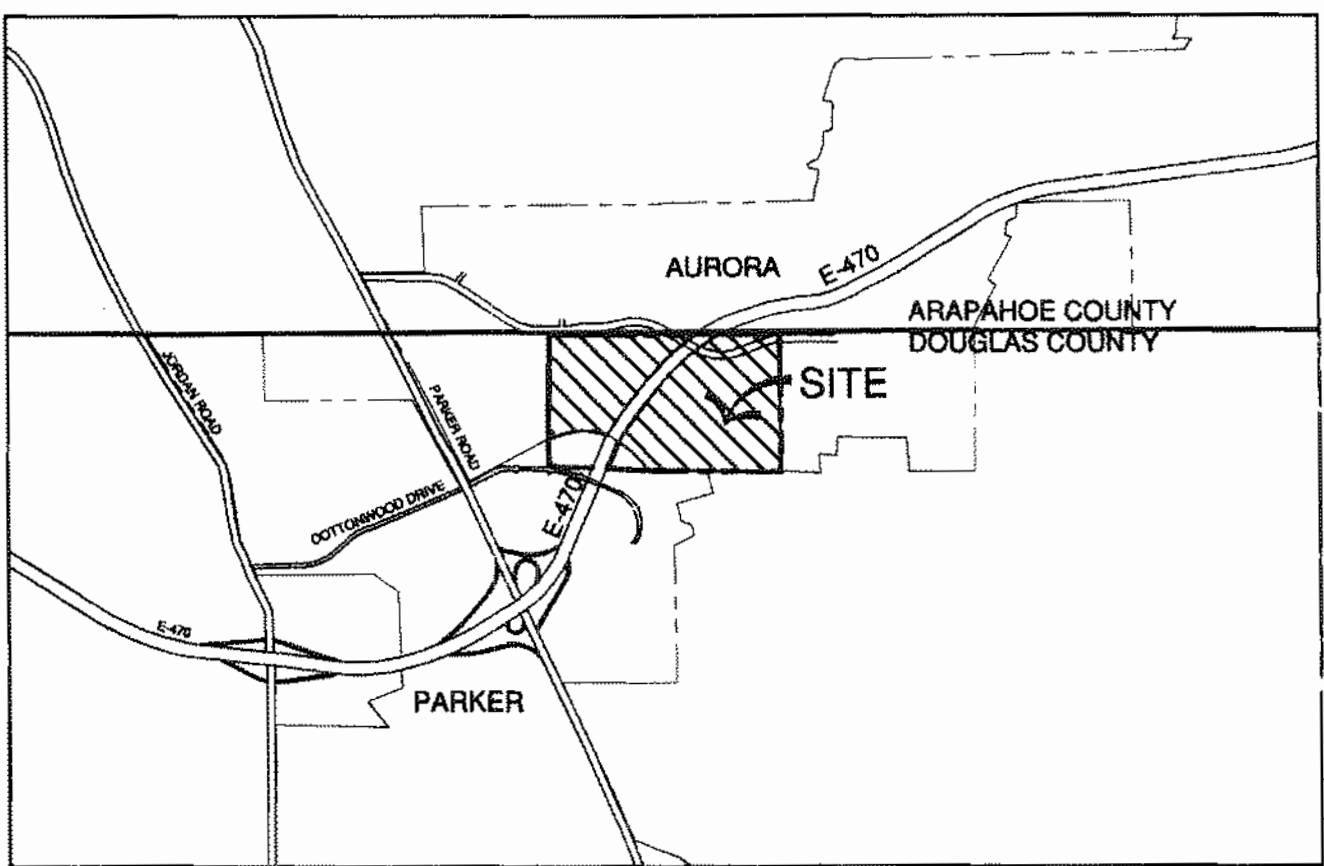 AURORA
E-470
ARAPAHOE COUNTY
DOUGLAS COUNTY
SITE
JORDAN ROAD
PARKER ROAD
COTTONWOOD DRIVE
E-470
E-470
PARKER